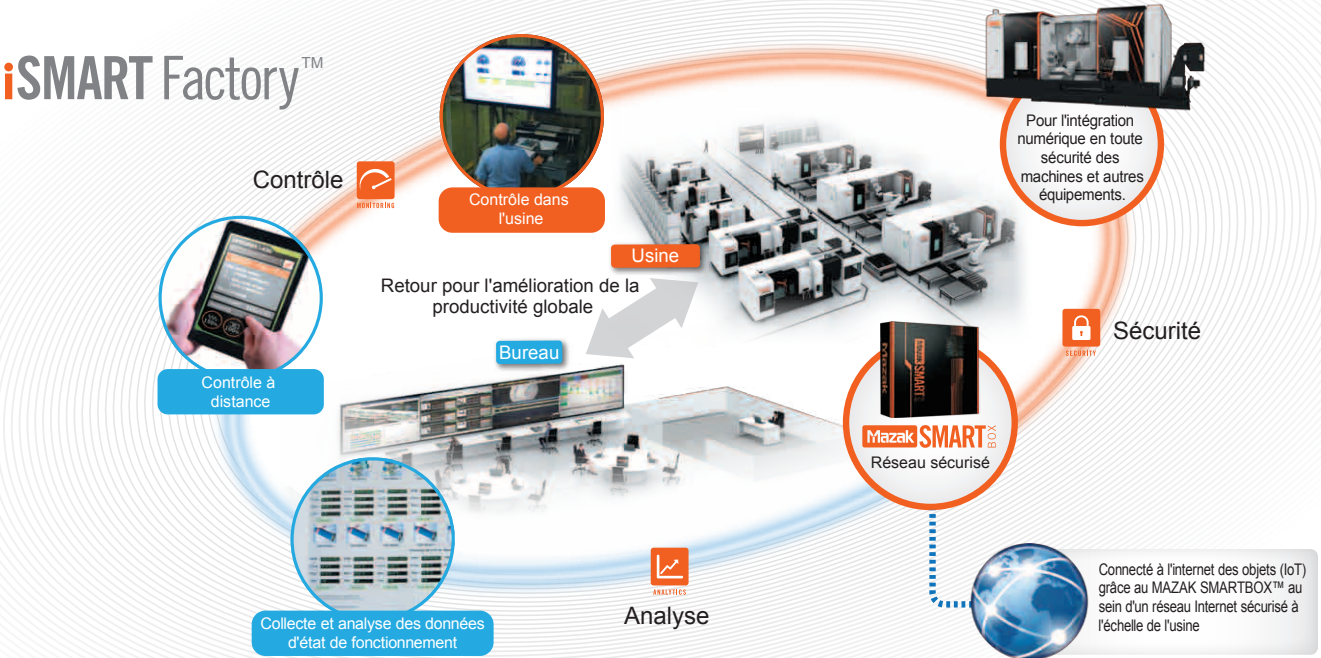 iSMART Factory™
Contrôle
MONITORING
Contrôle dans
l'usine
Pour l'intégration
numérique en toute
sécurité des
machines et autres
équipements.
Usine
Retour pour l'amélioration de la
productivité globale
Contrôle à
distance
Bureau
Sécurité
SECURITY
Mazak
Mazak SMART
Mazak SMART BOX
Réseau sécurisé
Collecte et analyse des données
d'état de fonctionnement
ANALYTICS
Analyse
Connecté à l'internet des objets (IoT)
grâce au MAZAK SMARTBOX™ au
sein d'un réseau Internet sécurisé à
l'échelle de l'usine